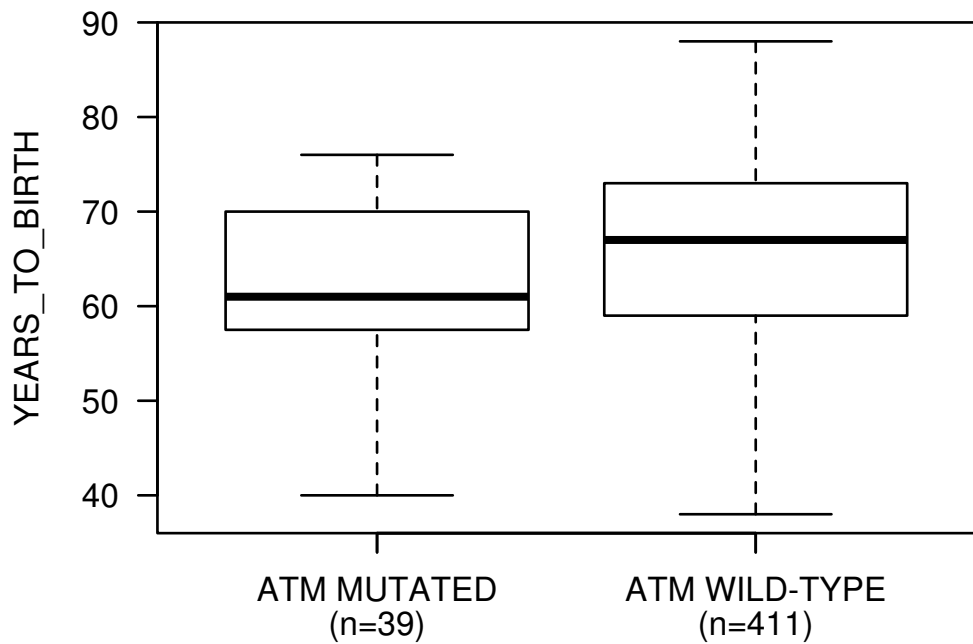 YEARS_TO_BIRTH
90
80
70
60
50
40
ATM MUTATED
(n=39)
ATM WILD-TYPE
(n=411)